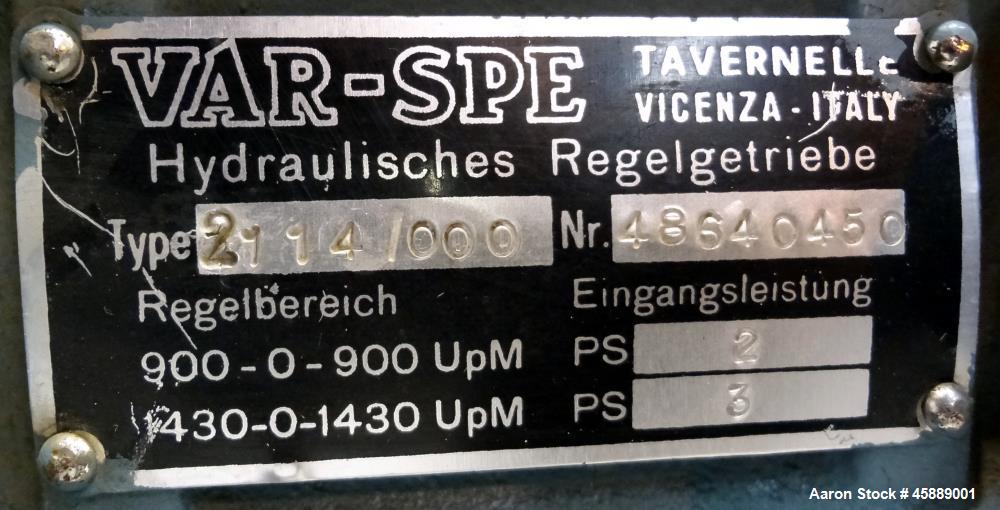 VAR-SPE TAVERNELLE
VICENZA - ITALY
Hydraulisches Regelgetriebe
Type 2114/000 Nr. 48640450
Regelbereich Eingangsleistung
900-0-900 UpM PS 2
1430-0-1430 UpM PS 3
Aaron Stock # 45889001